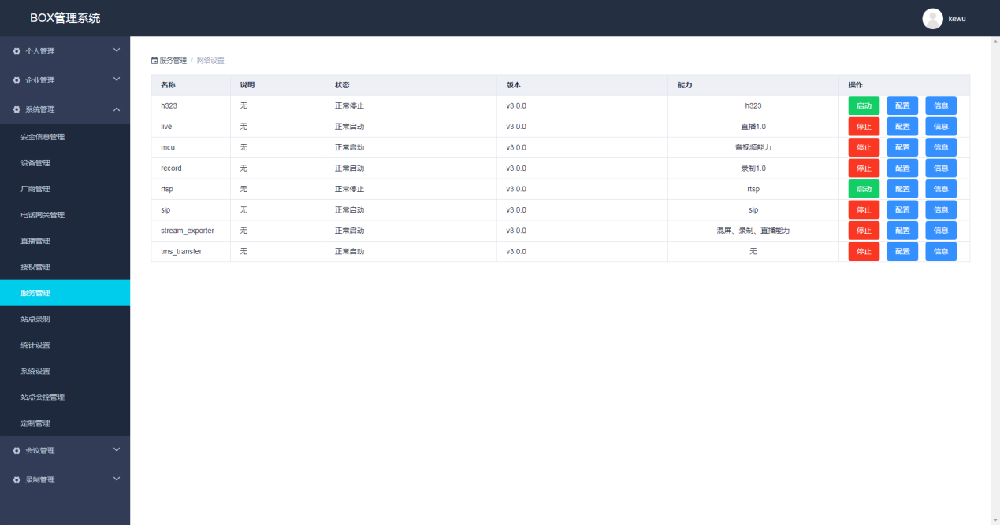 BOX管理系统
kewu
个人管理
企业管理
系统管理
安全信息管理
设备管理
厂商管理
电话网关管理
直播管理
授权管理
服务管理
站点录制
统计设置
系统设置
站点会控管理
定制管理
会议管理
录制管理
服务管理 / 网络设置
名称 说明 状态 版本 能力 操作
h323 无 正常停止 v3.0.0 h323 启动 配置 信息
live 无 正常启动 v3.0.0 直播1.0 停止 配置 信息
mcu 无 正常启动 v3.0.0 音视频能力 停止 配置 信息
record 无 正常启动 v3.0.0 录制1.0 停止 配置 信息
rtsp 无 正常停止 v3.0.0 rtsp 启动 配置 信息
sip 无 正常启动 v3.0.0 sip 停止 配置 信息
stream_exporter 无 正常启动 v3.0.0 混屏、录制、直播能力 停止 配置 信息
tms_transfer 无 正常启动 v3.0.0 无 停止 配置 信息